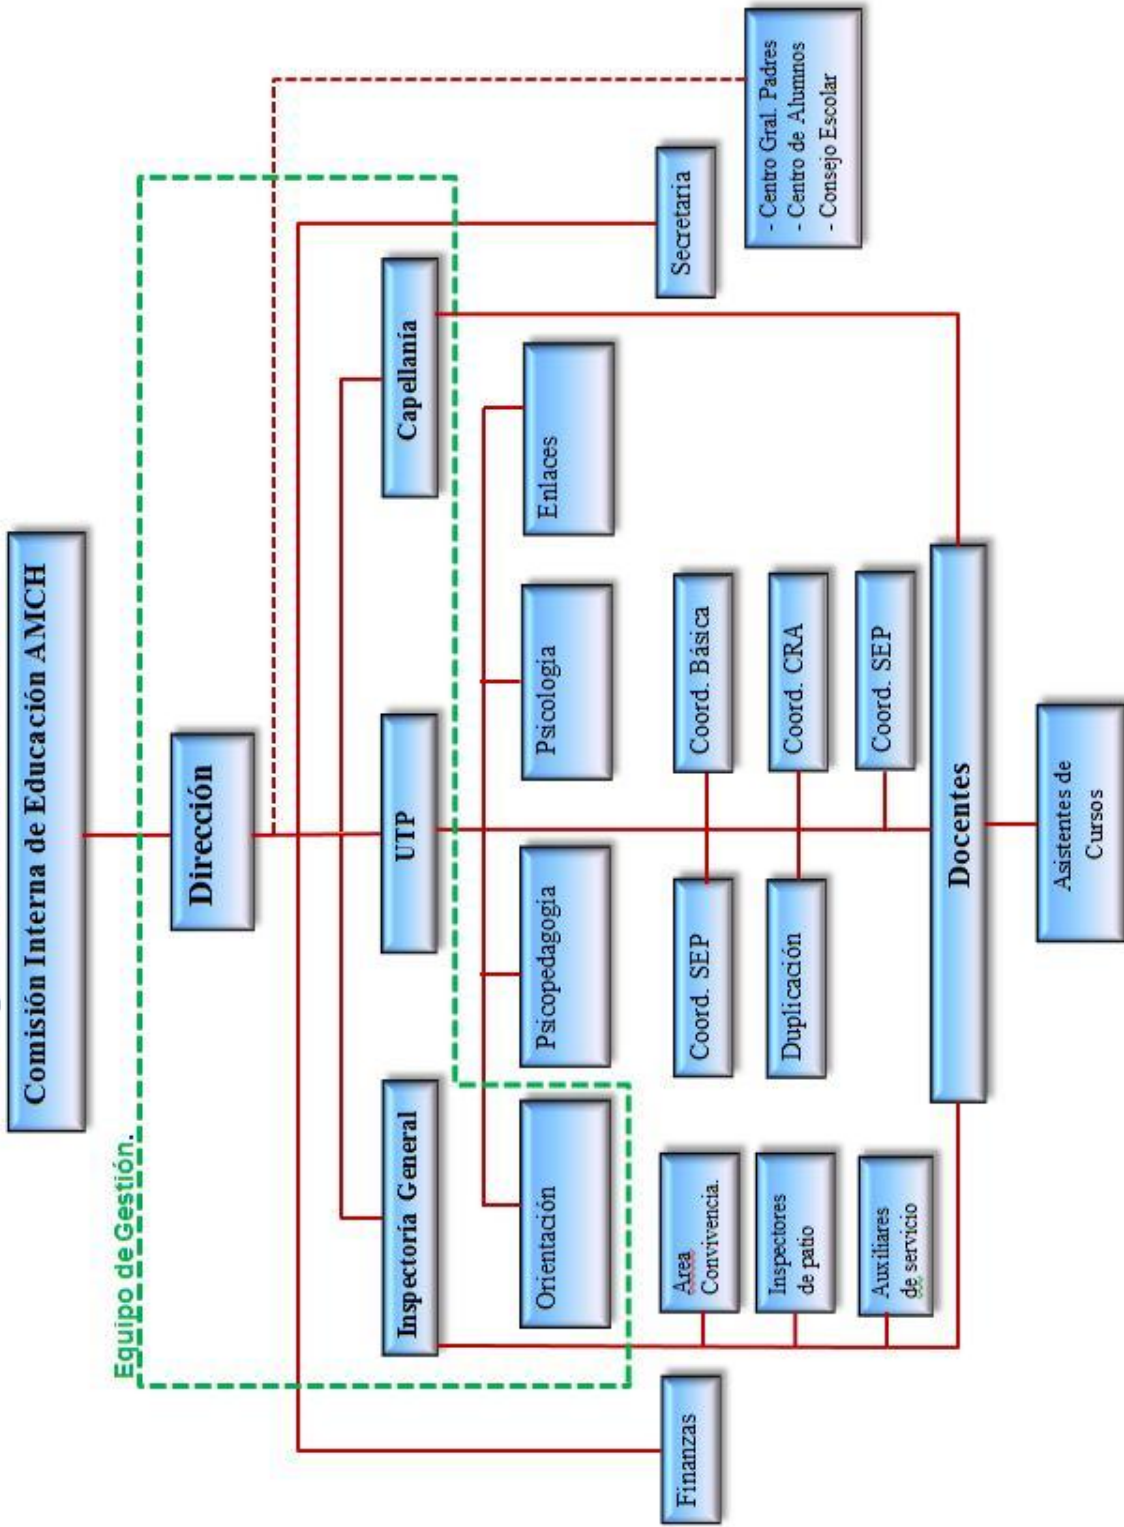 Comisión Interna de Educación AMCH
Equipo de Gestión.
Dirección
Inspectoría General
UTP
Capellanía
Orientación
Psicopedagogia
Psicologia
Enlaces
Finanzas
Area
Convivencia.
Inspectores
de patio
Auxiliares
de servicio
Coord. SEP
Duplicación
Coord. Básica
Coord. CRA
Coord. SEP
Secretaria
- Centro Gral. Padres
- Centro de Alumnos
- Consejo Escolar
Docentes
Asistentes de
Cursos